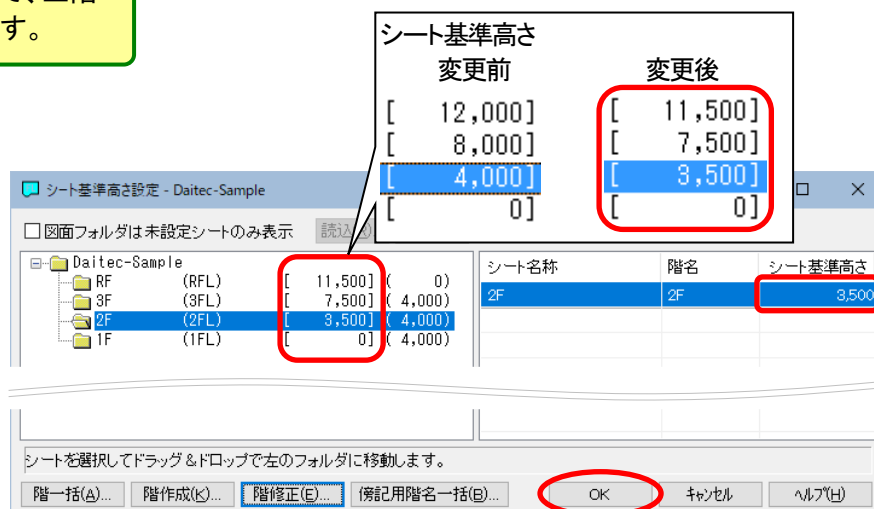 す。
シート基準高さ
変更前 変更後
[ 12,000] [ 11,500]
[ 8,000] [ 7,500]
[ 4,000] [ 3,500]
[ 0] [ 0]
シート基準高さ設定 - Daitec-Sample
図面フォルダは未設定シートのみ表示
Daitec-Sample
RF (RFL) [ 11,500] ( 0)
3F (3FL) [ 7,500] ( 4,000)
2F (2FL) [ 3,500] ( 4,000)
1F (1FL) [ 0] ( 4,000)
シート名称 階名 シート基準高さ
2F 2F 3,500
シートを選択してドラッグ&ドロップで左のフォルダに移動します。
階一括(A)... 階作成(K)... 階修正(E)... 傍記用階名一括(B)... OK キャンセル ヘルプ(H)